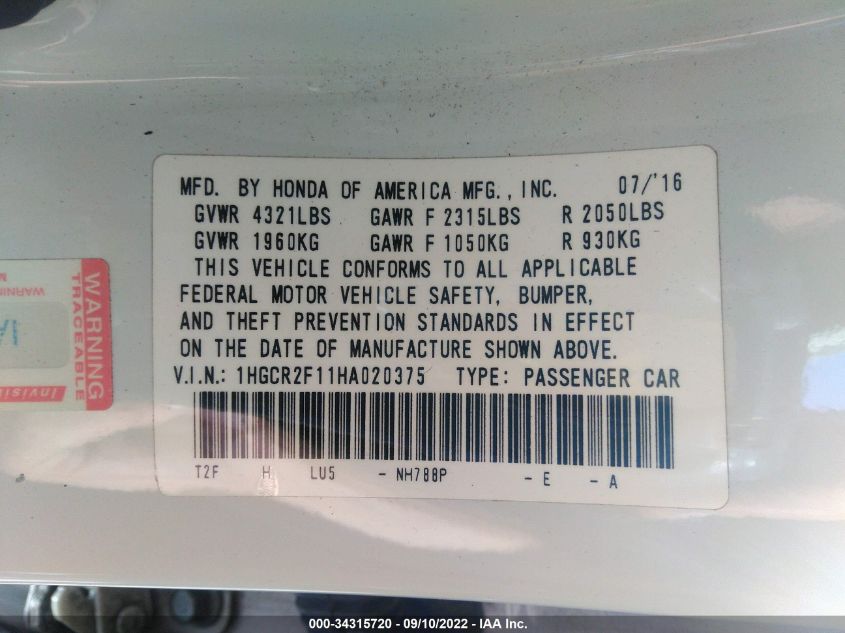 MFD. BY HONDA OF AMERICA MFG., INC. 07/'16
GVWR 4321LBS GAWR F 2315LBS R 2050LBS
GVWR 1960KG GAWR F 1050KG R 930KG
THIS VEHICLE CONFORMS TO ALL APPLICABLE
FEDERAL MOTOR VEHICLE SAFETY, BUMPER,
AND THEFT PREVENTION STANDARDS IN EFFECT
ON THE DATE OF MANUFACTURE SHOWN ABOVE.
V.I.N.: 1HGCR2F11HA020375 TYPE: PASSENGER CAR
T2F H LU5 - NH788P - E - A
WARNING
TRACEABLE
000-34315720 - 09/10/2022 - IAA Inc.